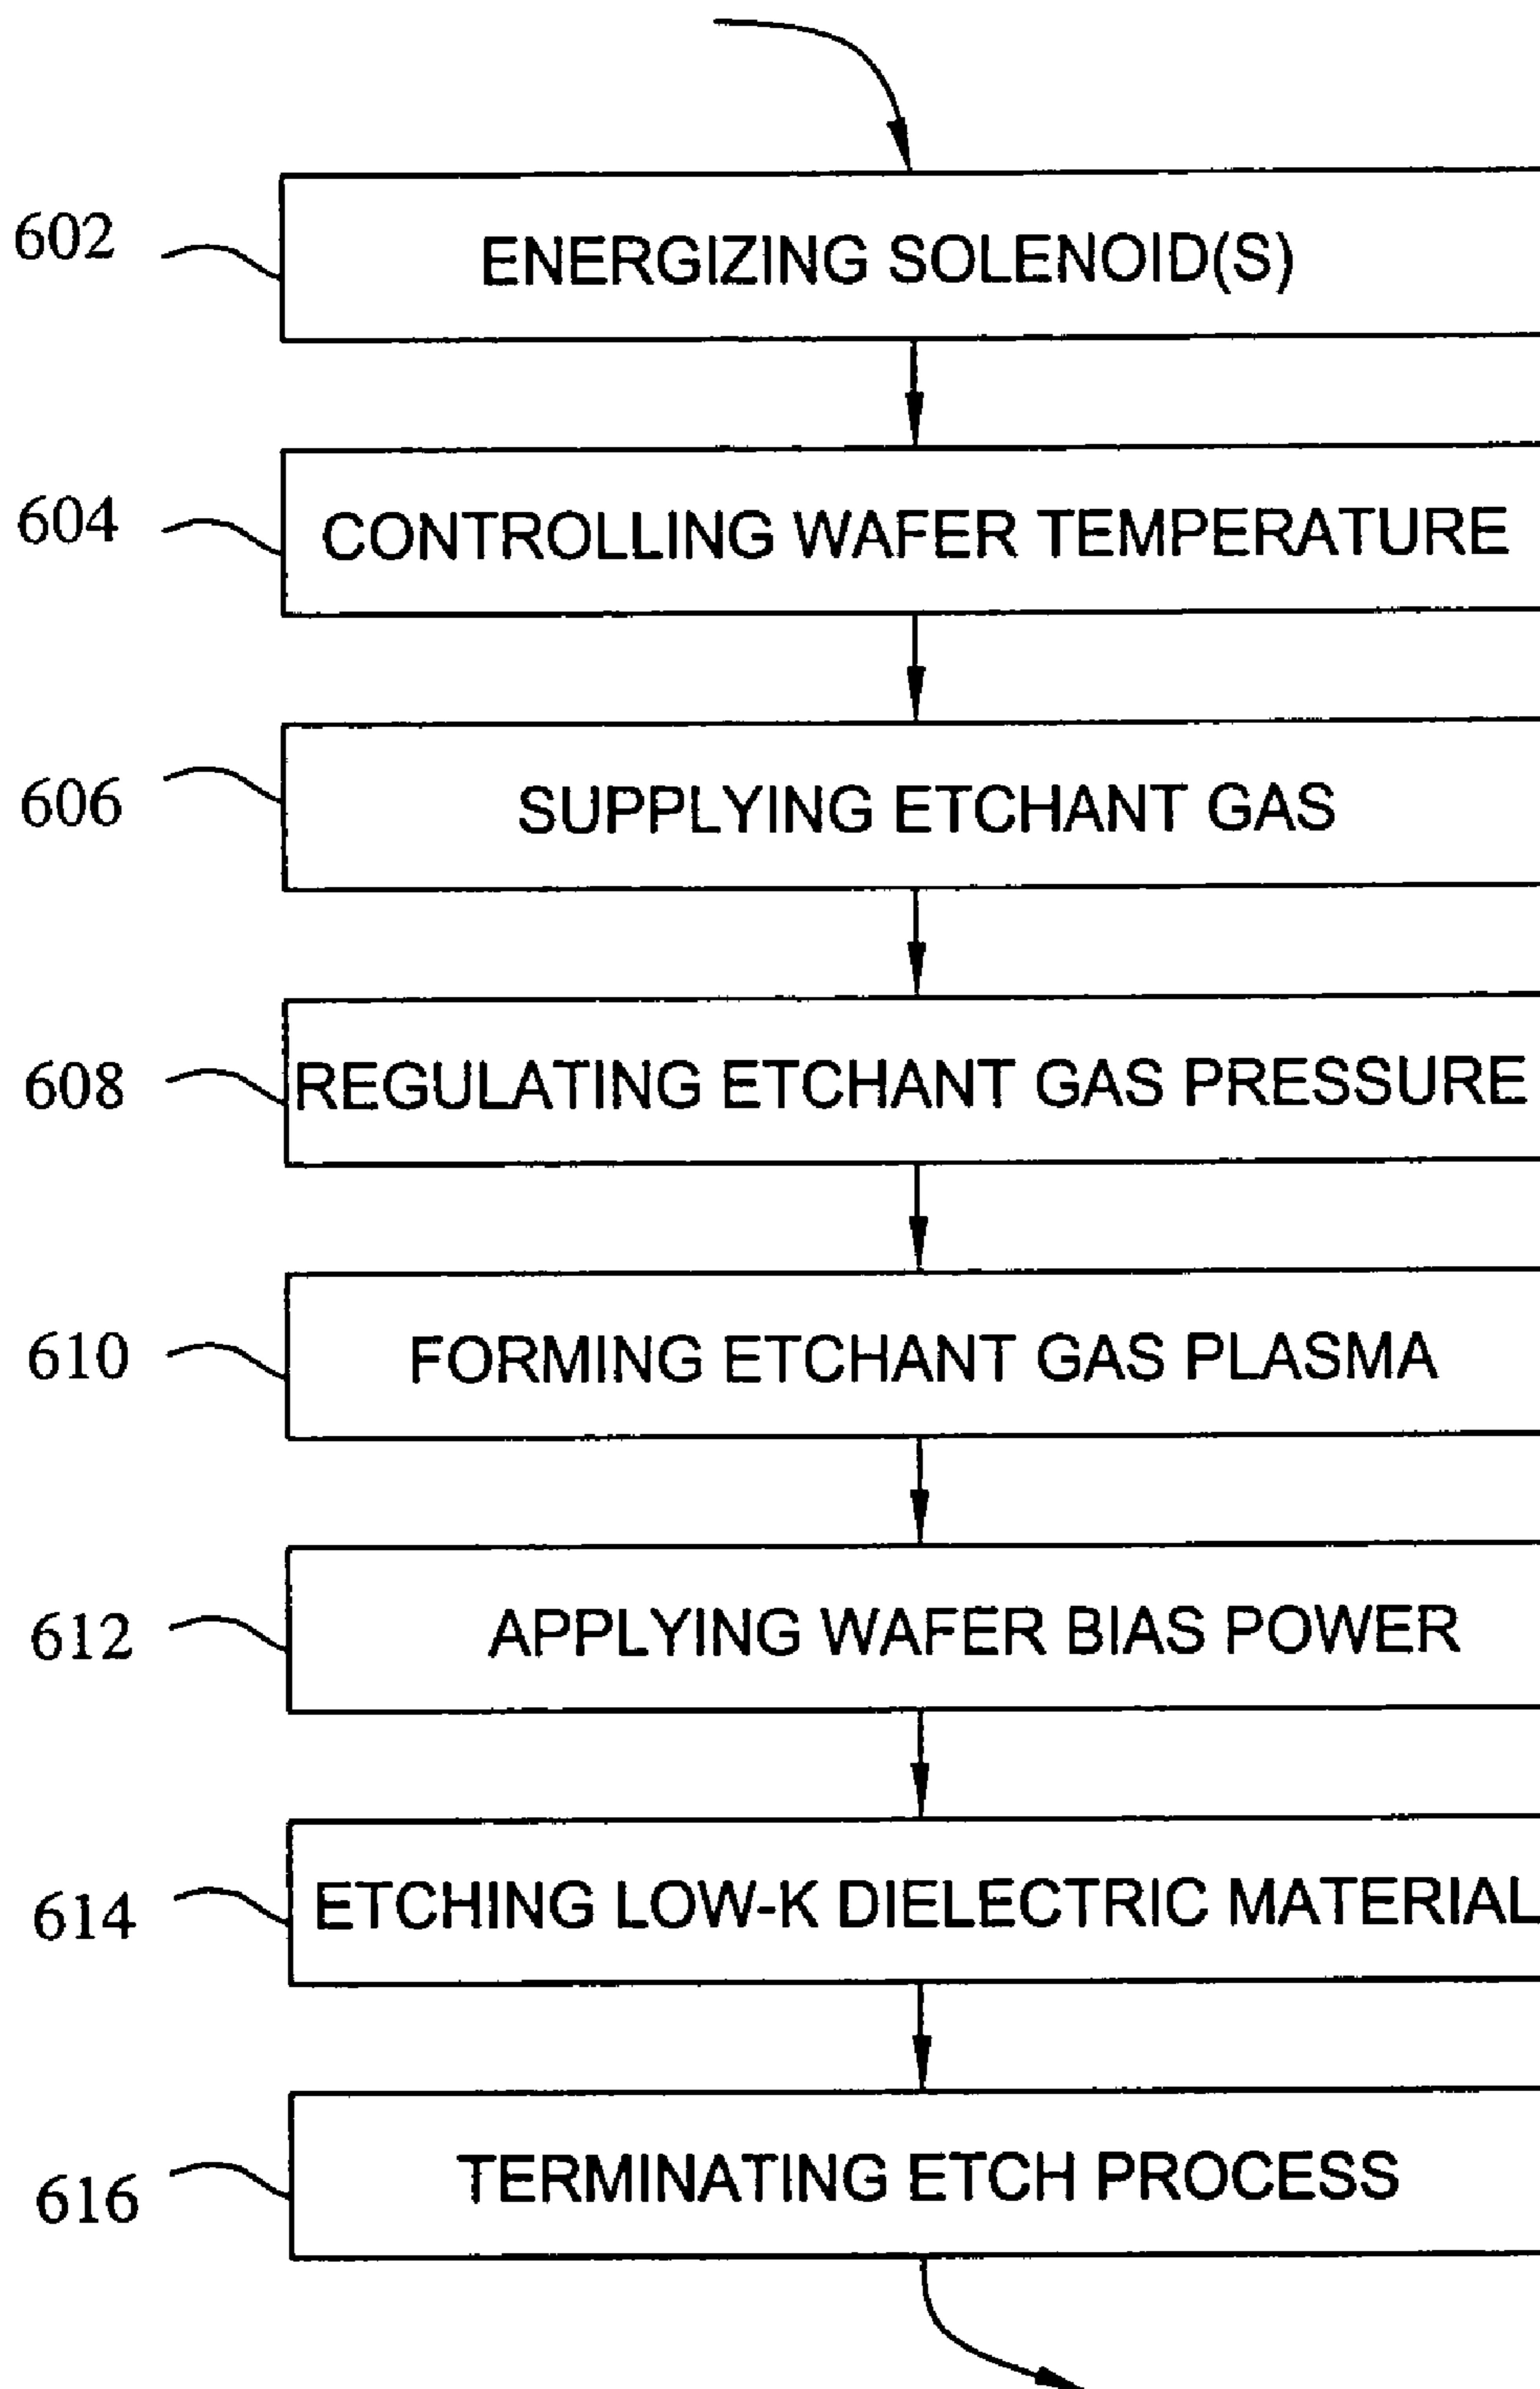 602 ENERGIZING SOLENOID(S)
604 CONTROLLING WAFER TEMPERATURE
606 SUPPLYING ETCHANT GAS
608 REGULATING ETCHANT GAS PRESSURE
610 FORMING ETCHANT GAS PLASMA
612 APPLYING WAFER BIAS POWER
614 ETCHING LOW-K DIELECTRIC MATERIAL
616 TERMINATING ETCH PROCESS